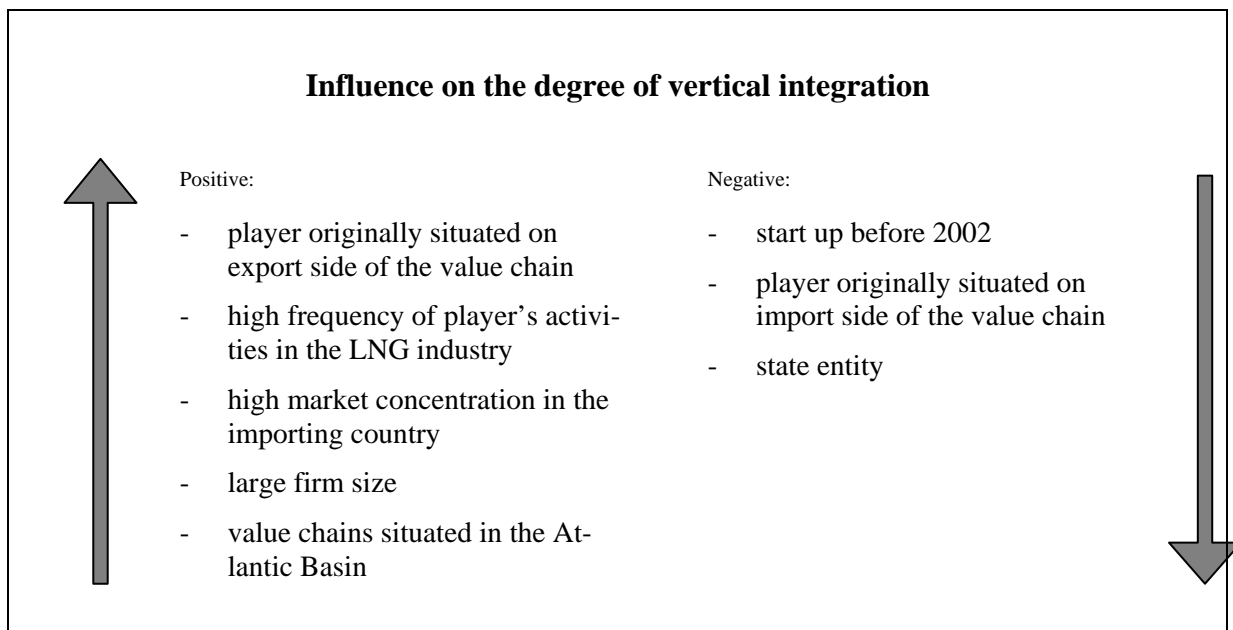 Influence on the degree of vertical integration
Positive:
- player originally situated on
export side of the value chain
- high frequency of player's activi-
ties in the LNG industry
- high market concentration in the
importing country
- large firm size
- value chains situated in the At-
lantic Basin
Negative:
- start up before 2002
- player originally situated on
import side of the value chain
- state entity